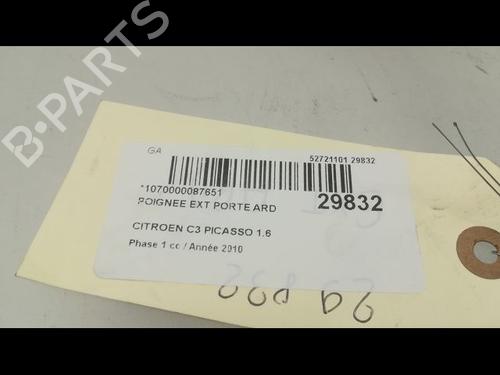 GA
52721101 29832
*1070000087651
POIGNEE EXT PORTE ARD
29832
CITROEN C3 PICASSO 1.6
Phase 1 cc / Année 2010
29832
B-PARTS